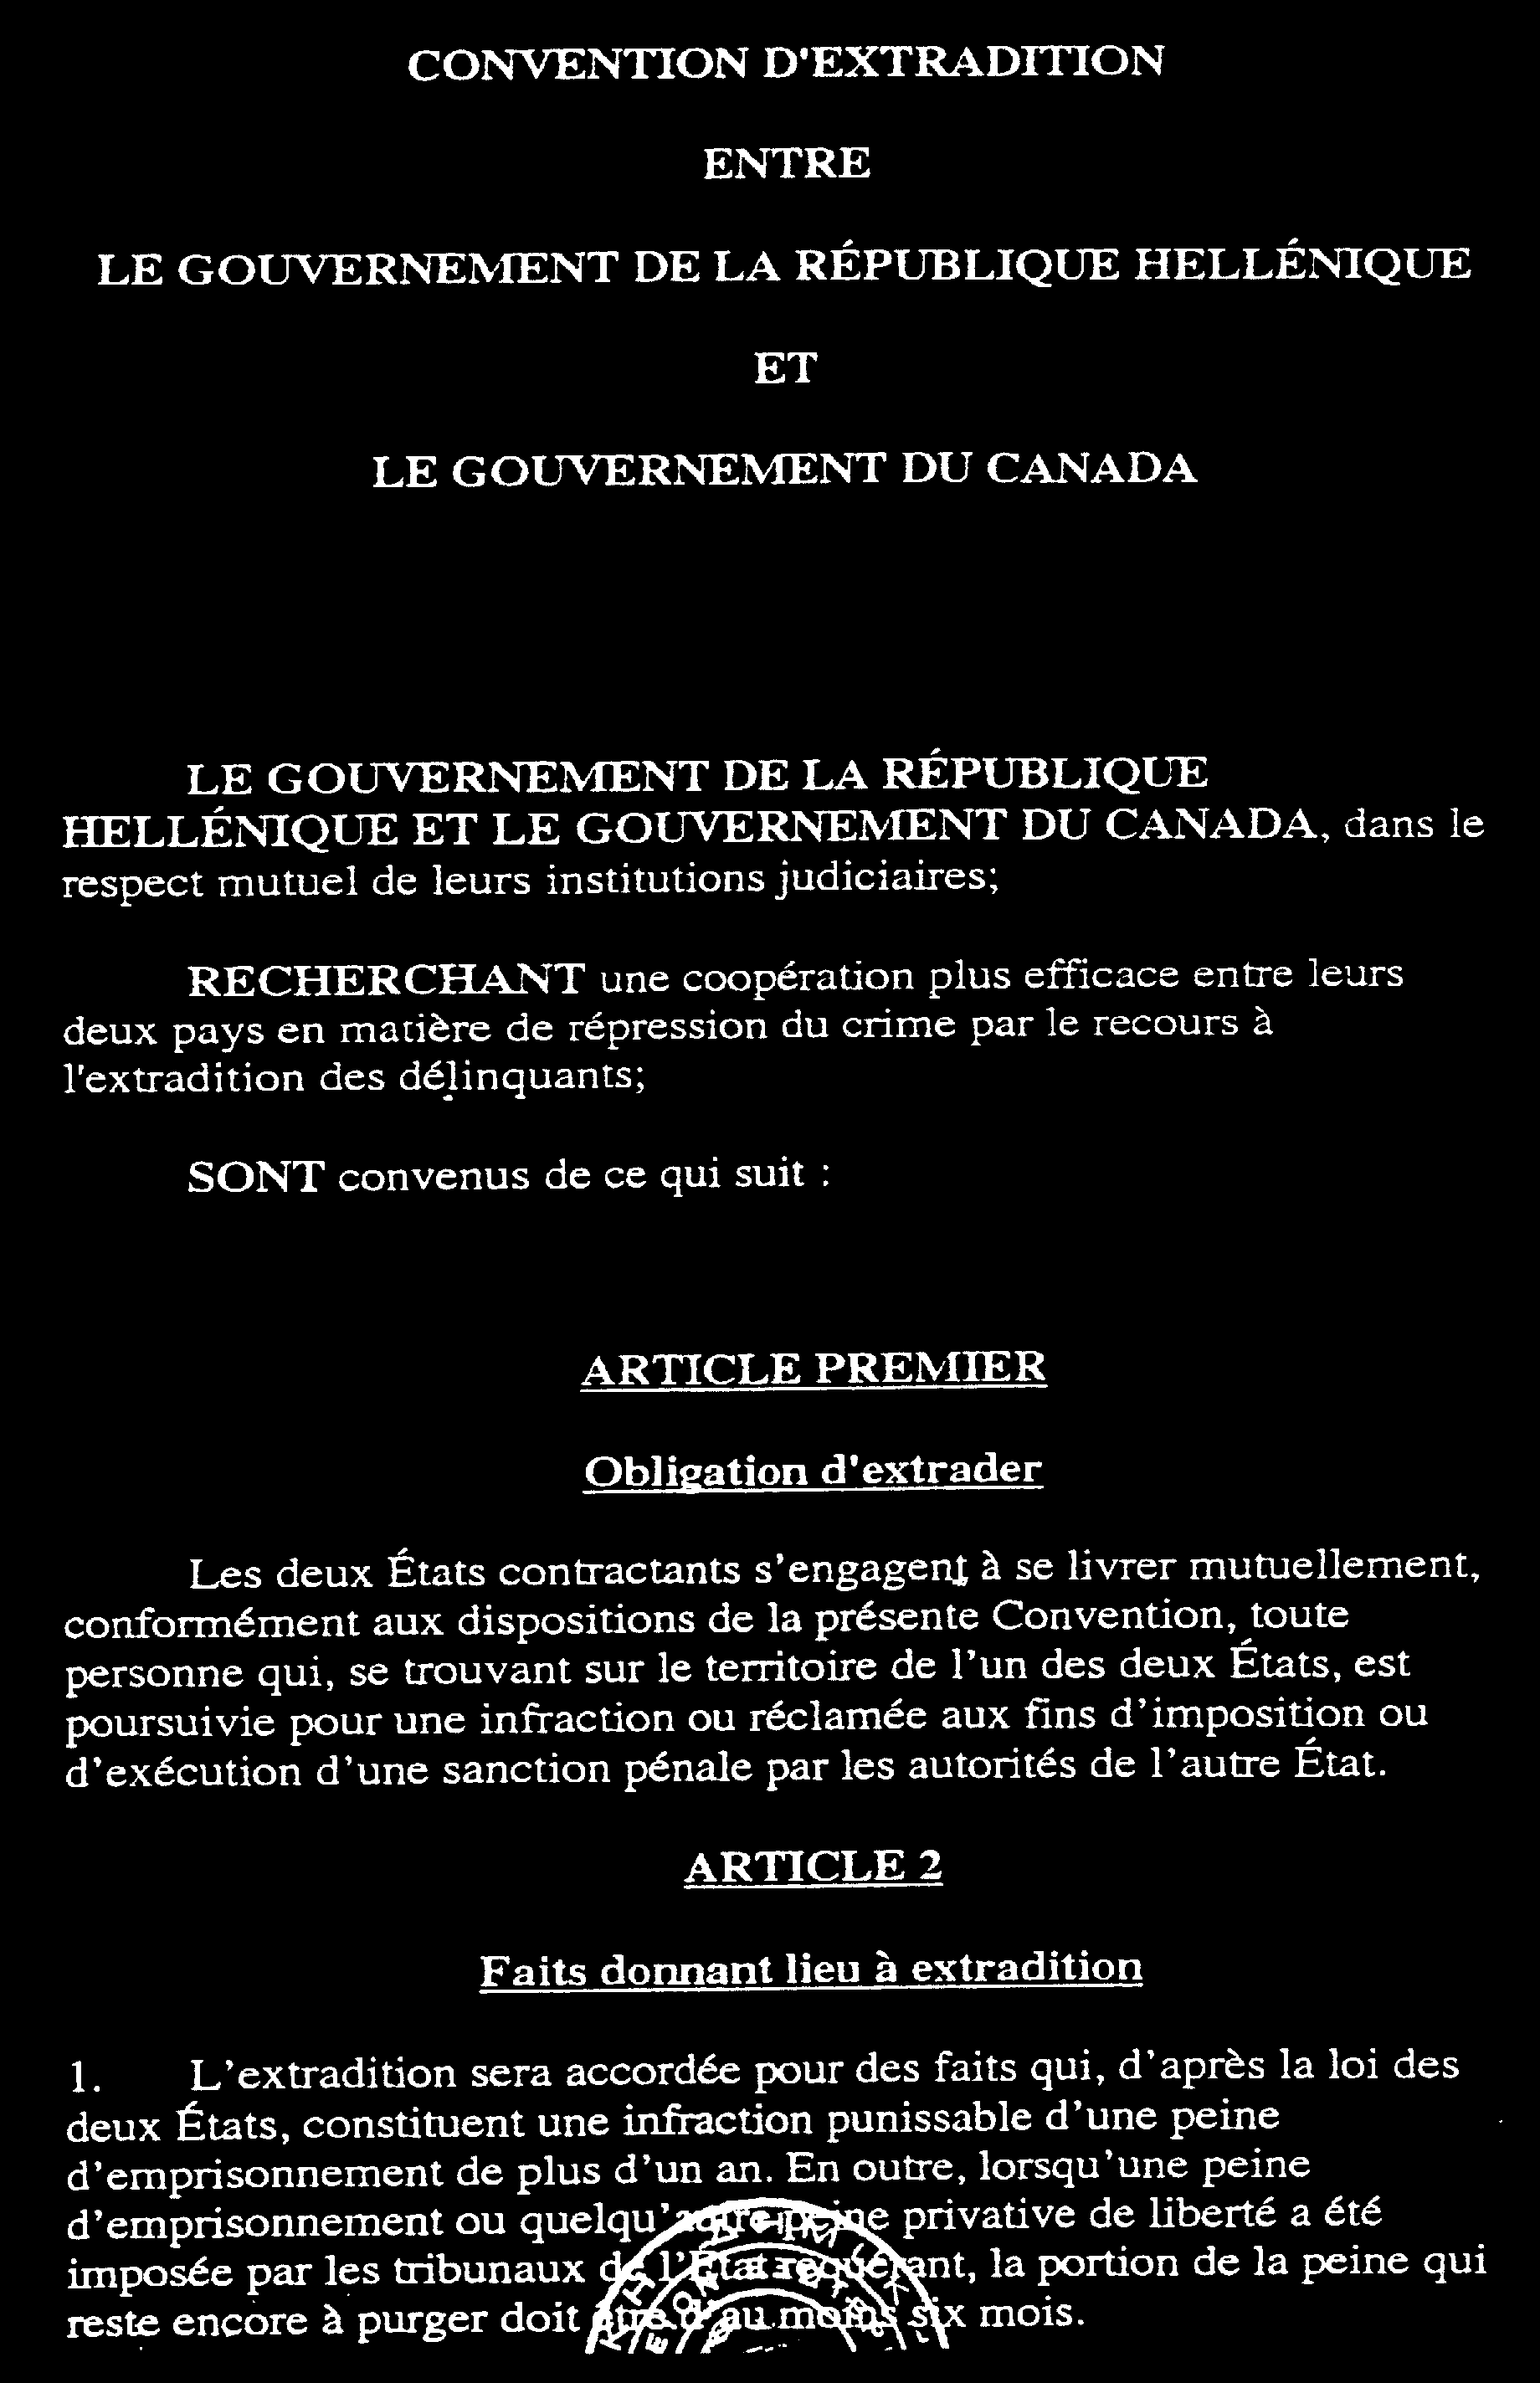 CONVENTION D'EXTRADITION
ENTRE
LE GOUVERNEMENT DE LA RÉPUBLIQUE HELLÉNIQUE
ET
LE GOUVERNEMENT DU CANADA
LE GOUVERNEMENT DE LA RÉPUBLIQUE
HELLÉNIQUE ET LE GOUVERNEMENT DU CANADA, dans le
respect mutuel de leurs institutions judiciaires;
RECHERCHANT une coopération plus efficace entre leurs
deux pays en matière de répression du crime par le recours à
l'extradition des délinquants;
SONT convenus de ce qui suit :
ARTICLE PREMIER
Obligation d'extrader
Les deux États contractants s'engagent à se livrer mutuellement,
conformément aux dispositions de la présente Convention, toute
personne qui, se trouvant sur le territoire de l'un des deux États, est
poursuivie pour une infraction ou réclamée aux fins d'imposition ou
d'exécution d'une sanction pénale par les autorités de l'autre État.
ARTICLE 2
Faits donnant lieu à extradition
1. L'extradition sera accordée pour des faits qui, d'après la loi des
deux États, constituent une infraction punissable d'une peine
d'emprisonnement de plus d'un an. En outre, lorsqu'une peine
d'emprisonnement ou quelqu'autre peine privative de liberté a été
imposée par les tribunaux de l'État requérant, la portion de la peine qui
reste encore à purger doit être d'au moins six mois.